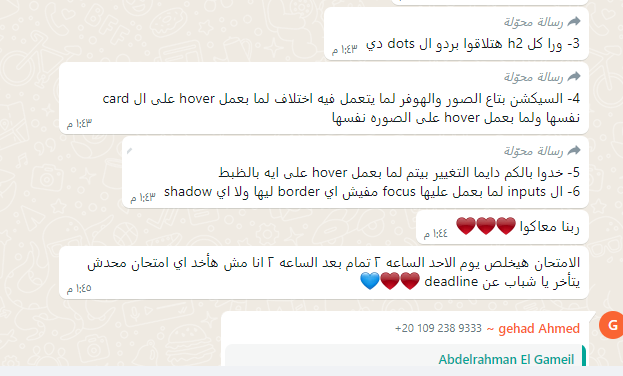 رسالة محوّلة
3- ورا كل h2 هتلاقوا بردو ال dots دي
١:٤٣ م
رسالة محوّلة
4- السيكشن بتاع الصور والهوفر لما يتعمل فيه اختلاف لما بعمل hover على ال card
نفسها ولما بعمل hover على الصوره نفسها
١:٤٣ م
رسالة محوّلة
5- خدوا بالكم دايما التغيير بيتم لما بعمل hover على ايه بالظبط
6- ال inputs لما بعمل عليها focus مفيش اي border ليها ولا اي shadow
١:٤٣ م
ربنا معاكوا ❤️❤️❤️
١:٤٤ م
الامتحان هيخلص يوم الاحد الساعه ٢ تمام بعد الساعه ٢ انا مش هأخد اي امتحان محدش
يتأخر يا شباب عن deadline ❤️❤️💙
١:٤٥ م
G
+20 109 238 9333 ~ gehad Ahmed
Abdelrahman El Gameil